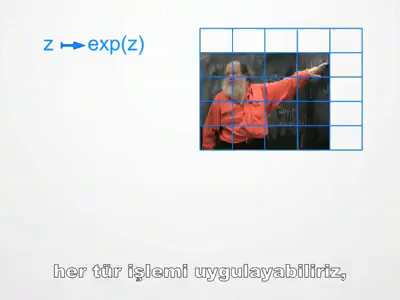 z ↦ exp(z)
her tür işlemi uygulayabiliriz,